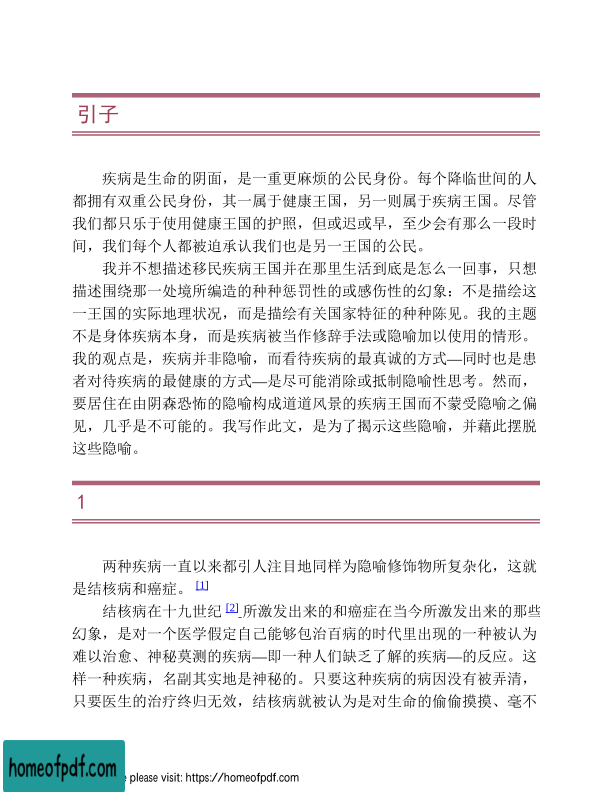 引子
疾病是生命的阴面，是一重更麻烦的公民身份。每个降临世间的人
都拥有双重公民身份，其一属于健康王国，另一则属于疾病王国。尽管
我们都只乐于使用健康王国的护照，但或迟或早，至少会有那么一段时
间，我们每个人都被迫承认我们也是另一王国的公民。
我并不想描述移民疾病王国并在那里生活到底是怎么一回事，只想
描述围绕那一处境所编造的种种惩罚性的或感伤性的幻象：不是描绘这
一王国的实际地理状况，而是描绘有关国家特征的种种陈见。我的主题
不是身体疾病本身，而是疾病被当作修辞手法或隐喻加以使用的情形。
我的观点是，疾病并非隐喻，而看待疾病的最真诚的方式—同时也是患
者对待疾病的最健康的方式—是尽可能消除或抵制隐喻性思考。然而，
要居住在由阴森恐怖的隐喻构成道道风景的疾病王国而不蒙受隐喻之偏
见，几乎是不可能的。我写作此文，是为了揭示这些隐喻，并藉此摆脱
这些隐喻。
1
两种疾病一直以来都引人注目地同样为隐喻修饰物所复杂化，这就
是结核病和癌症。 [1]
结核病在十九世纪 [2] 所激发出来的和癌症在当今所激发出来的那些
幻象，是对一个医学假定自己能够包治百病的时代里出现的一种被认为
难以治愈、神秘莫测的疾病—即一种人们缺乏了解的疾病—的反应。这
样一种疾病，名副其实地是神秘的。只要这种疾病的病因没有被弄清，
只要医生的治疗终归无效，结核病就被认为是对生命的偷偷摸摸、毫不
homeofpdf.com
e please visit: https://homeofpdf.com